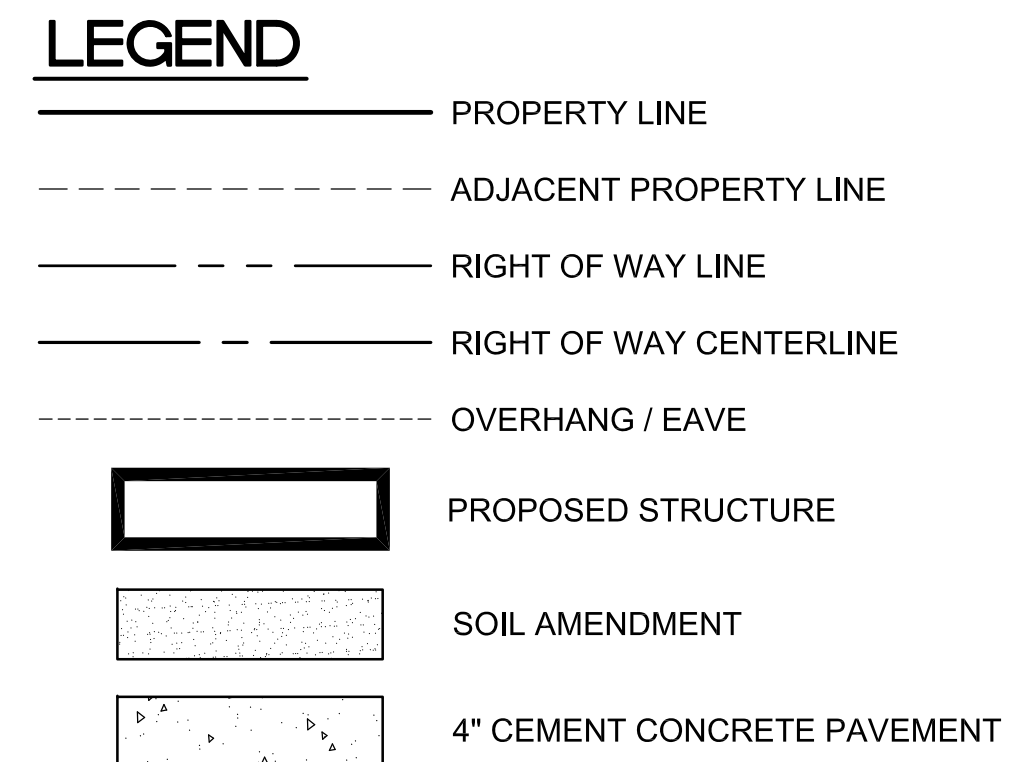 LEGEND
PROPERTY LINE
ADJACENT PROPERTY LINE
RIGHT OF WAY LINE
RIGHT OF WAY CENTERLINE
OVERHANG / EAVE
PROPOSED STRUCTURE
SOIL AMENDMENT
4" CEMENT CONCRETE PAVEMENT